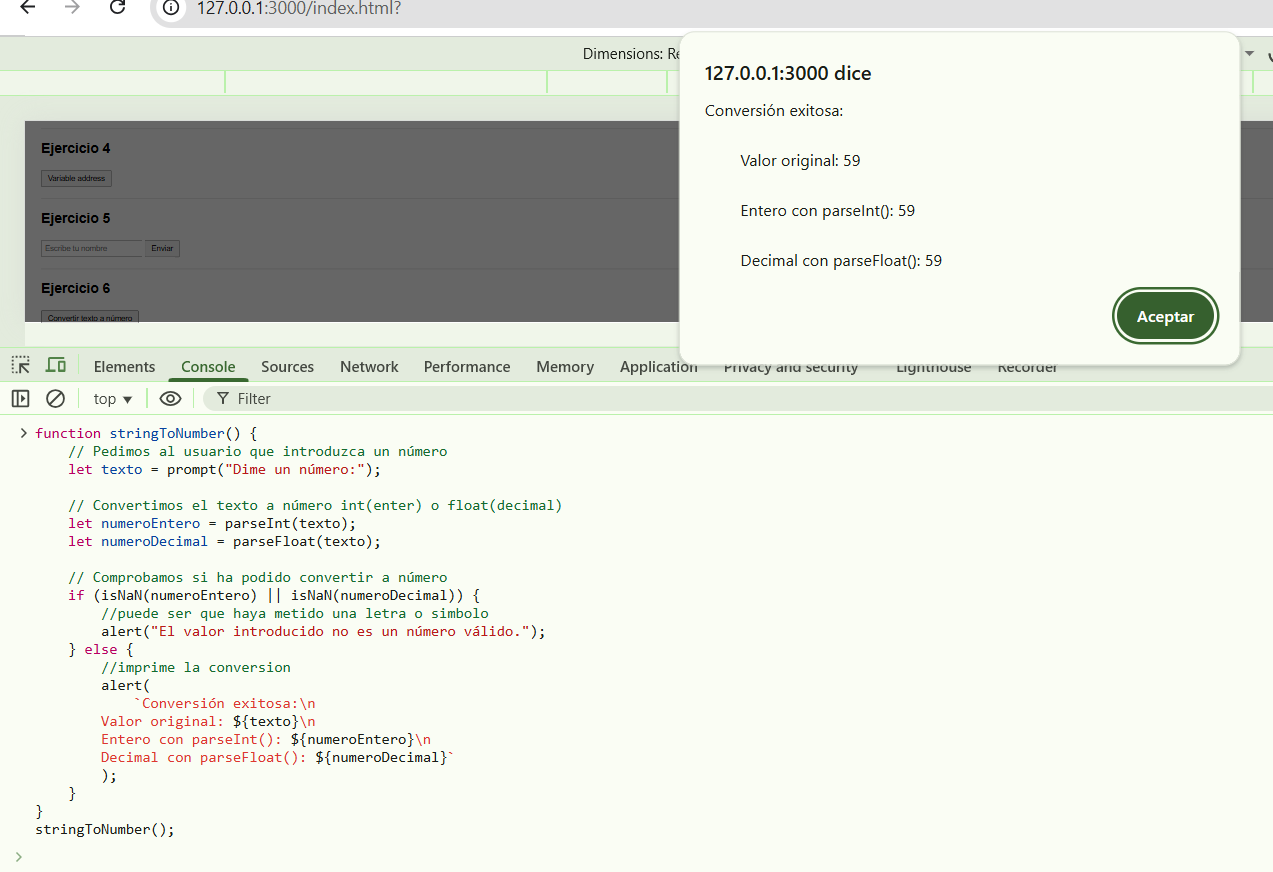 127.0.0.1:3000/index.html?
Dimensions: Re
127.0.0.1:3000 dice
Conversión exitosa:
Valor original: 59
Entero con parseInt(): 59
Decimal con parseFloat(): 59
Aceptar
Ejercicio 4
Variable address
Ejercicio 5
Escribe tu nombre Enviar
Ejercicio 6
Convertir texto a número
Elements Console Sources Network Performance Memory Application Privacy and security Lighthouse Recorder
top Filter
function stringToNumber() {
// Pedimos al usuario que introduzca un número
let texto = prompt("Dime un número:");
// Convertimos el texto a número int(enter) o float(decimal)
let numeroEntero = parseInt(texto);
let numeroDecimal = parseFloat(texto);
// Comprobamos si ha podido convertir a número
if (isNaN(numeroEntero) || isNaN(numeroDecimal)) {
//puede ser que haya metido una letra o simbolo
alert("El valor introducido no es un número válido.");
} else {
//imprime la conversion
alert(
`Conversión exitosa:\n
Valor original: ${texto}\n
Entero con parseInt(): ${numeroEntero}\n
Decimal con parseFloat(): ${numeroDecimal}`
);
}
}
stringToNumber();